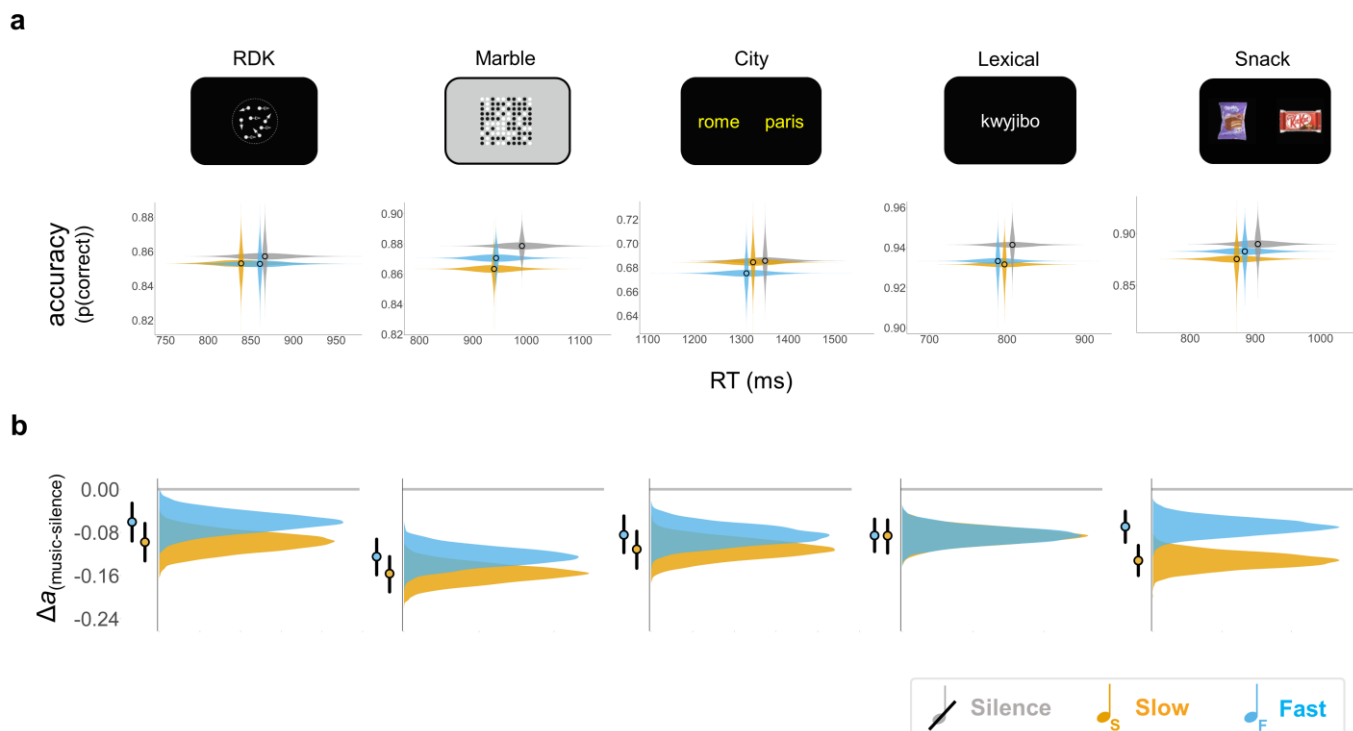 a
RDK Marble City Lexical Snack
rome paris kwyjibo KitKat
accuracy
(p(correct))
0.88 0.86 0.84 0.82
750 800 850 900 950
0.90 0.88 0.86 0.84 0.82
800 900 1000 1100
0.72 0.70 0.68 0.66 0.64
1100 1200 1300 1400 1500
0.96 0.94 0.92 0.90
700 800 900
0.90 0.85
800 900 1000
RT (ms)
b
Δa(music-silence)
0.00
-0.08
-0.16
-0.24
Silence S Slow F Fast